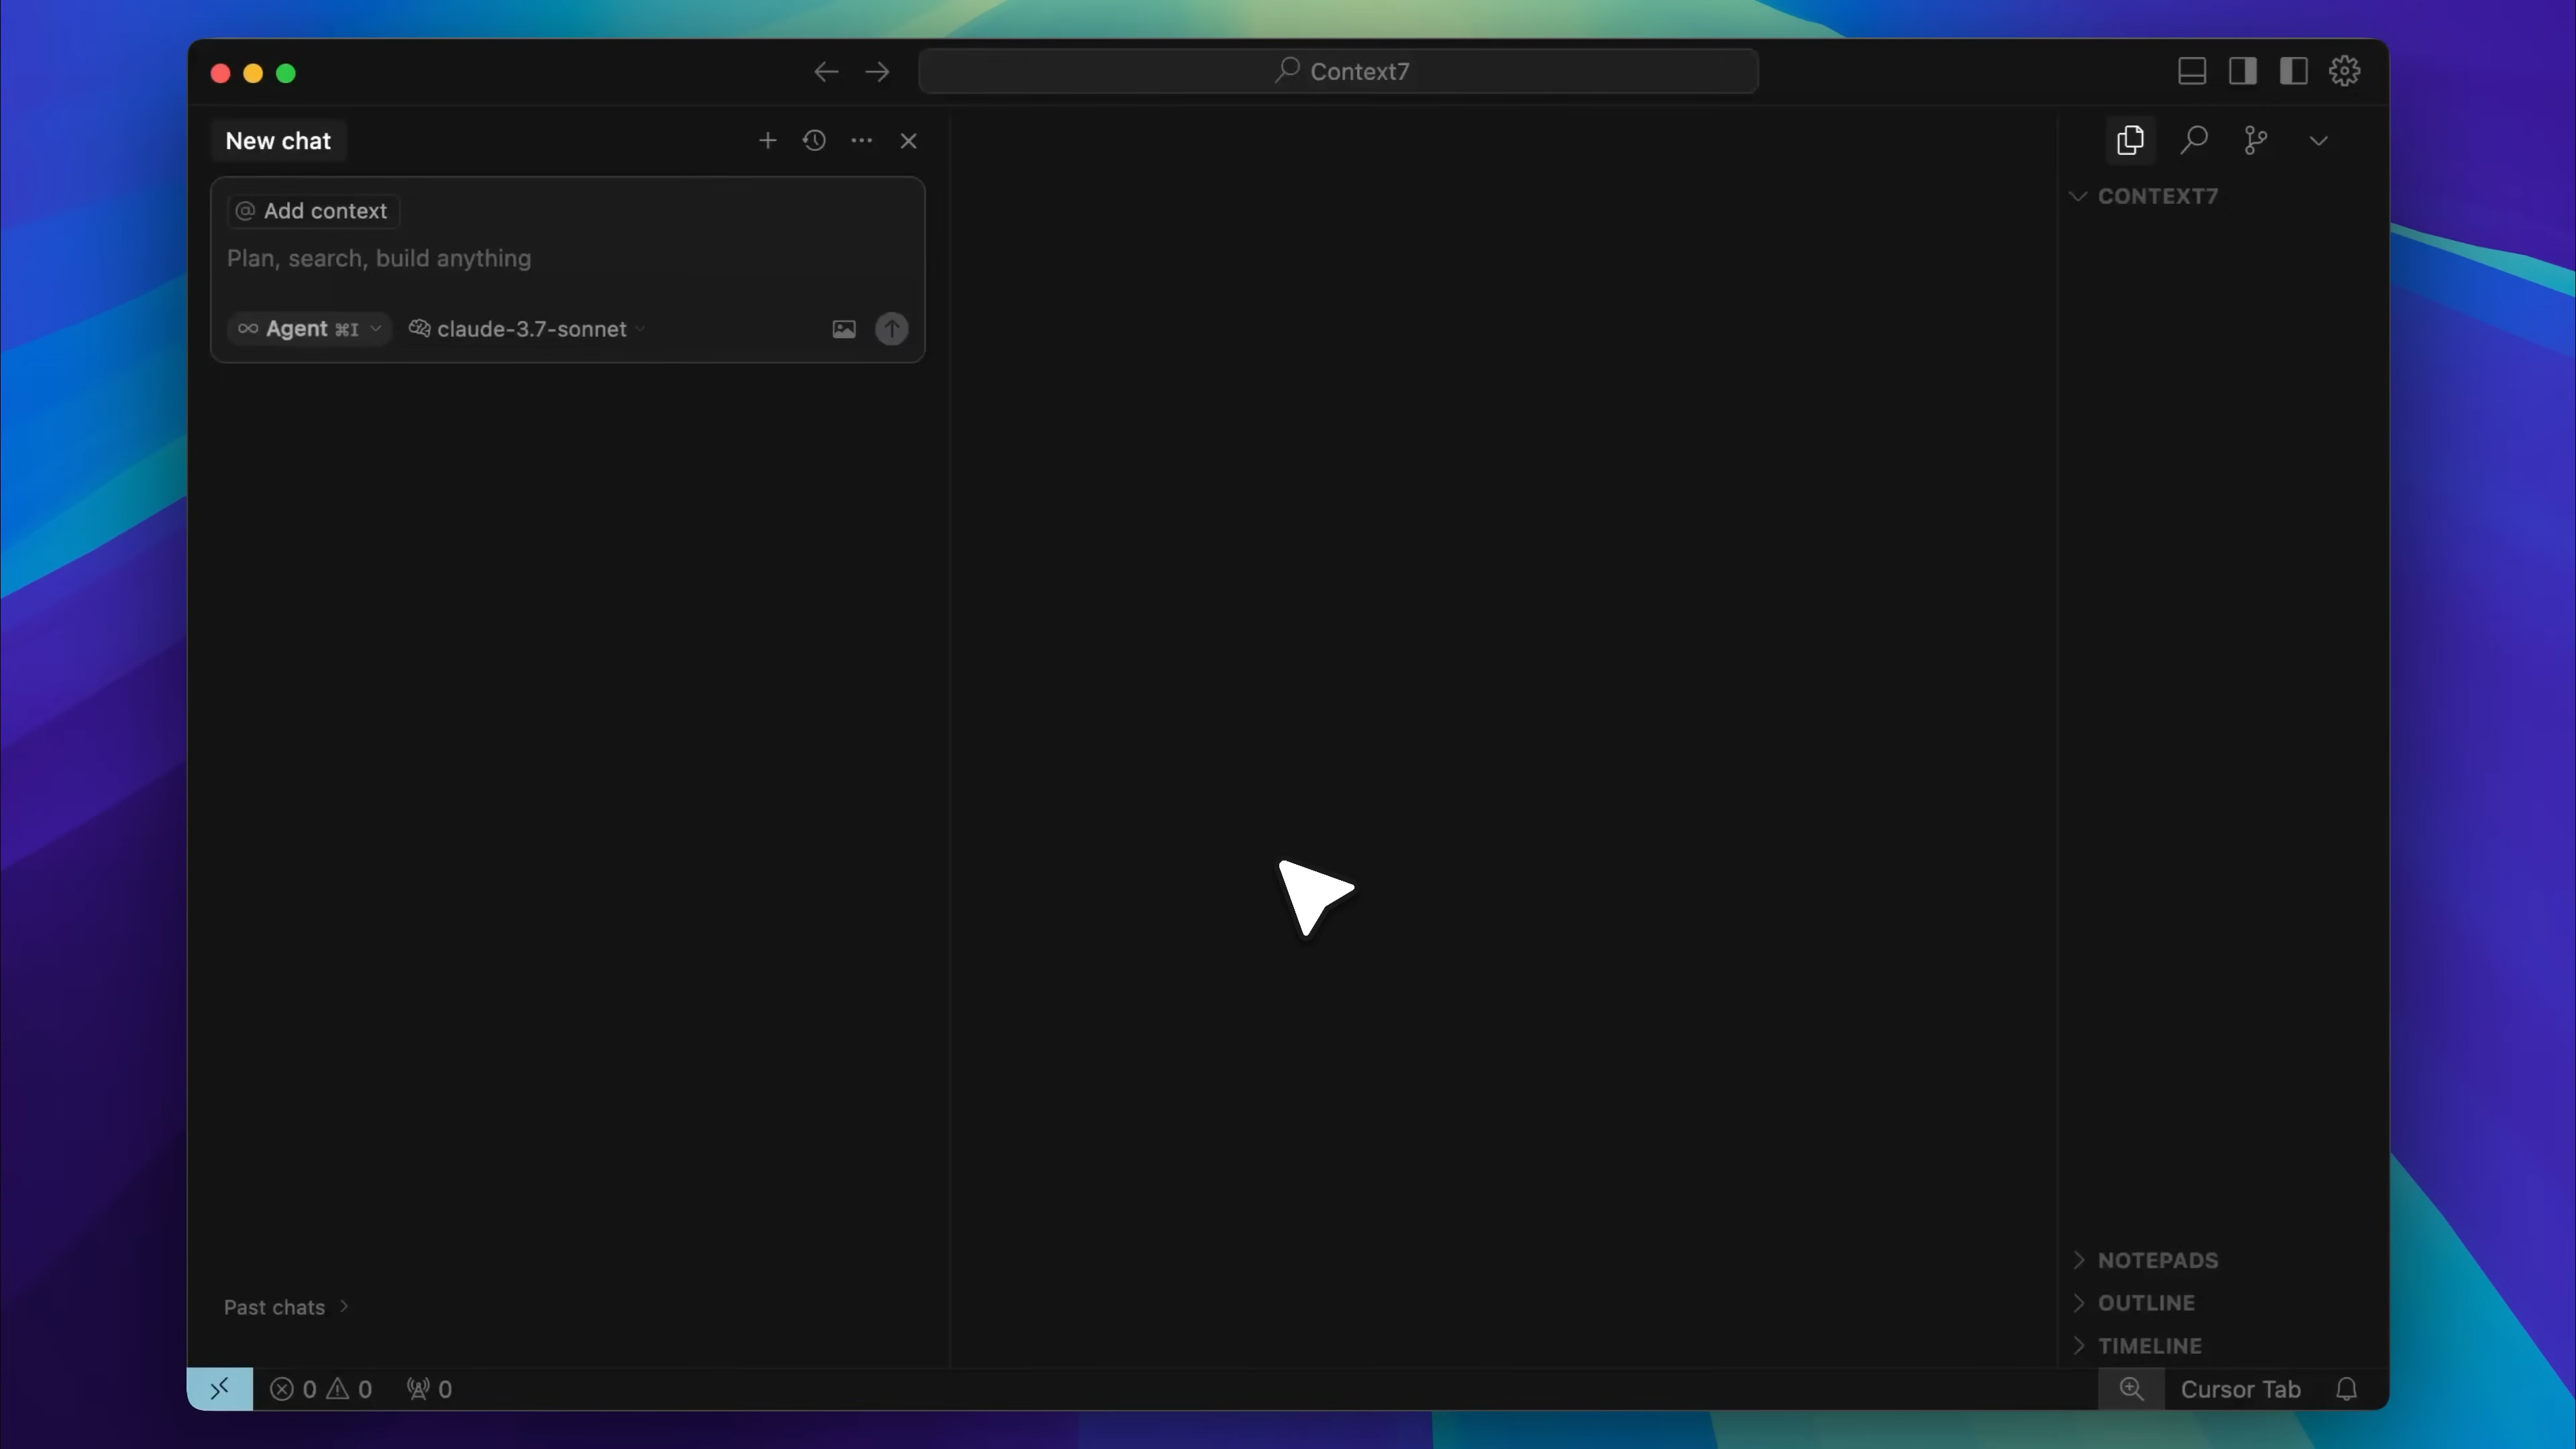 Context7
New chat
CONTEXT7
@ Add context
Plan, search, build anything
Agent ⌘I claude-3.7-sonnet
NOTEPADS
OUTLINE
TIMELINE
Past chats
0 0 0
Cursor Tab